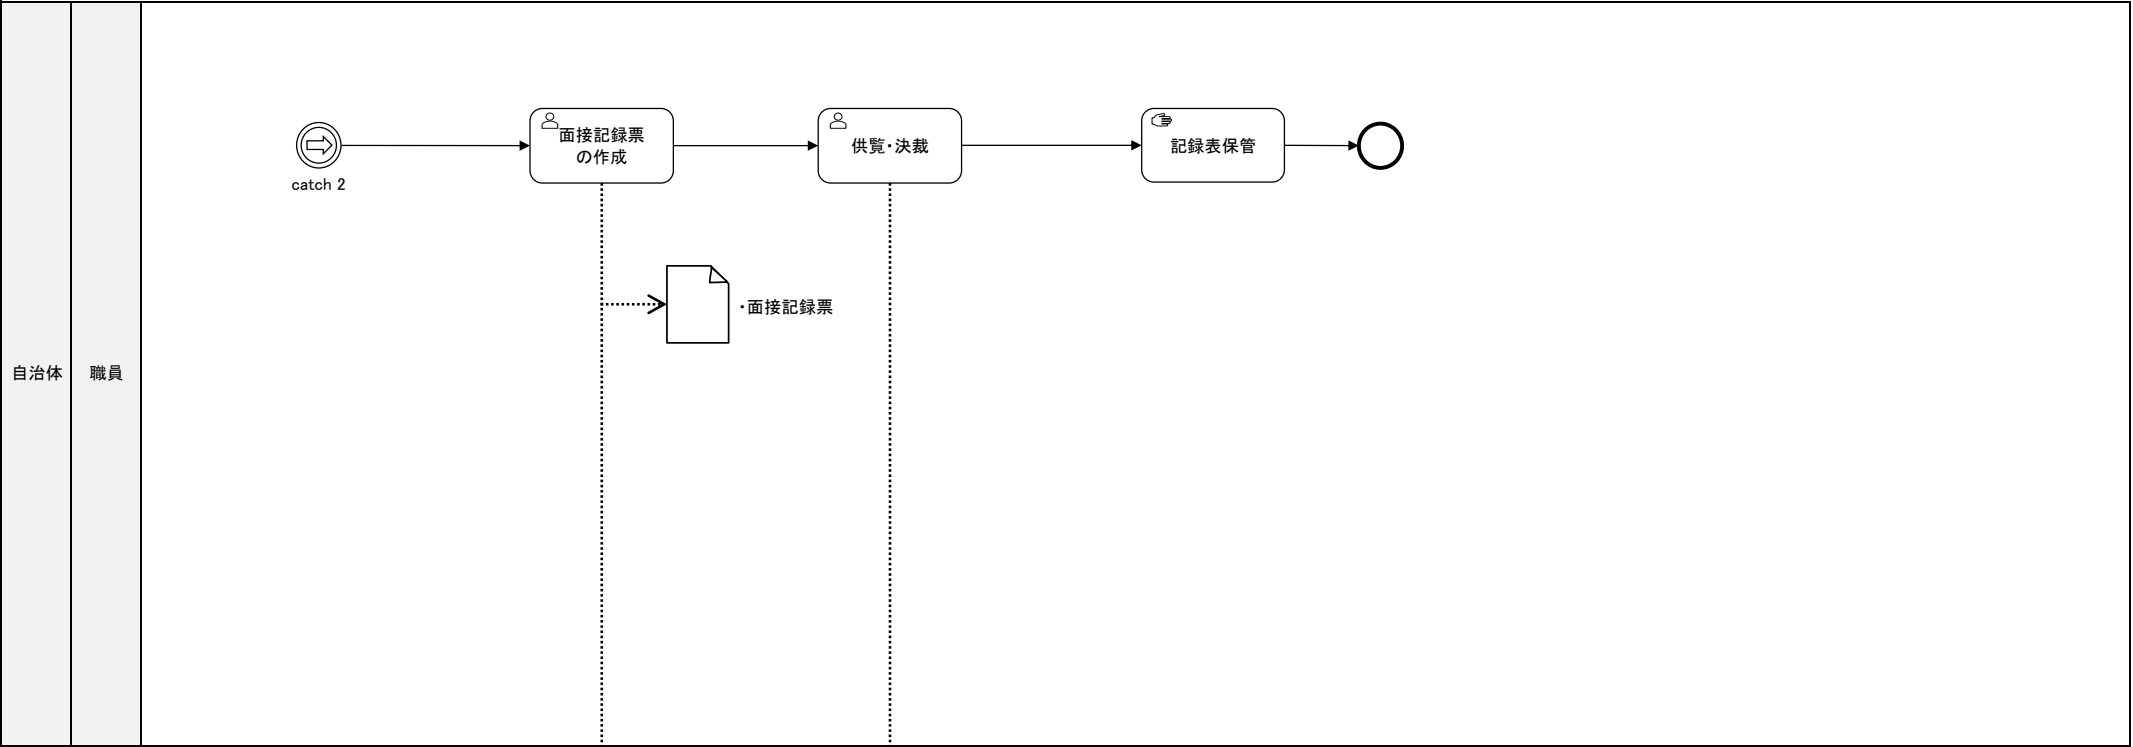 自治体
職員
catch 2
面接記録票
の作成
供覧・決裁
記録表保管
・面接記録票